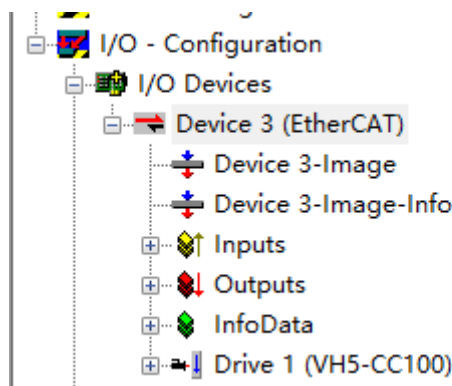 I/O - Configuration
I/O Devices
Device 3 (EtherCAT)
Device 3-Image
Device 3-Image-Info
Inputs
Outputs
InfoData
Drive 1 (VH5-CC100)